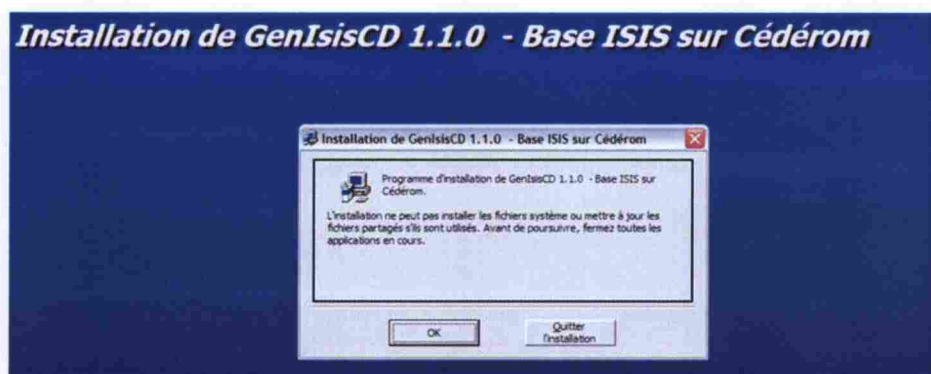 Installation de GenIsisCD 1.1.0 - Base ISIS sur Cédérom
Installation de GenIsisCD 1.1.0 - Base ISIS sur Cédérom
Programme d'installation de GenIsisCD 1.1.0 - Base ISIS sur
Cédérom.
L'installation ne peut pas installer les fichiers système ou mettre à jour les
fichiers partagés s'ils sont utilisés. Avant de poursuivre, fermez toutes les
applications en cours.
OK
Quitter
l'installation